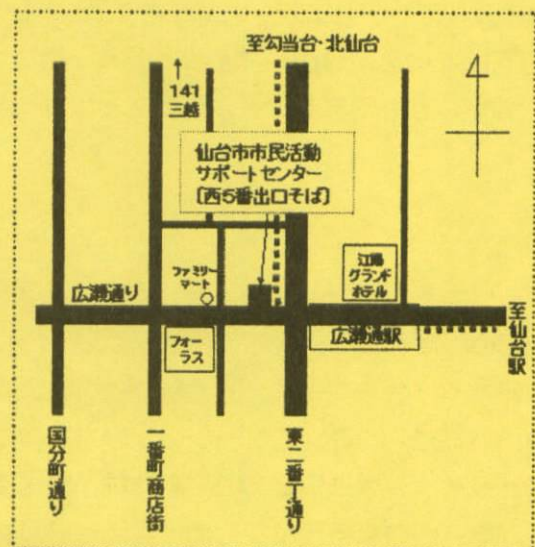 至勾当台・北仙台
141
三越
仙台市市民活動
サポートセンター
〔西5番出口そば〕
江陽
グランド
ホテル
ファミリー
マート
広瀬通り
フォー
ラス
広瀬通駅
至仙台駅
国分町通り
一番町商店街
東二番丁通り